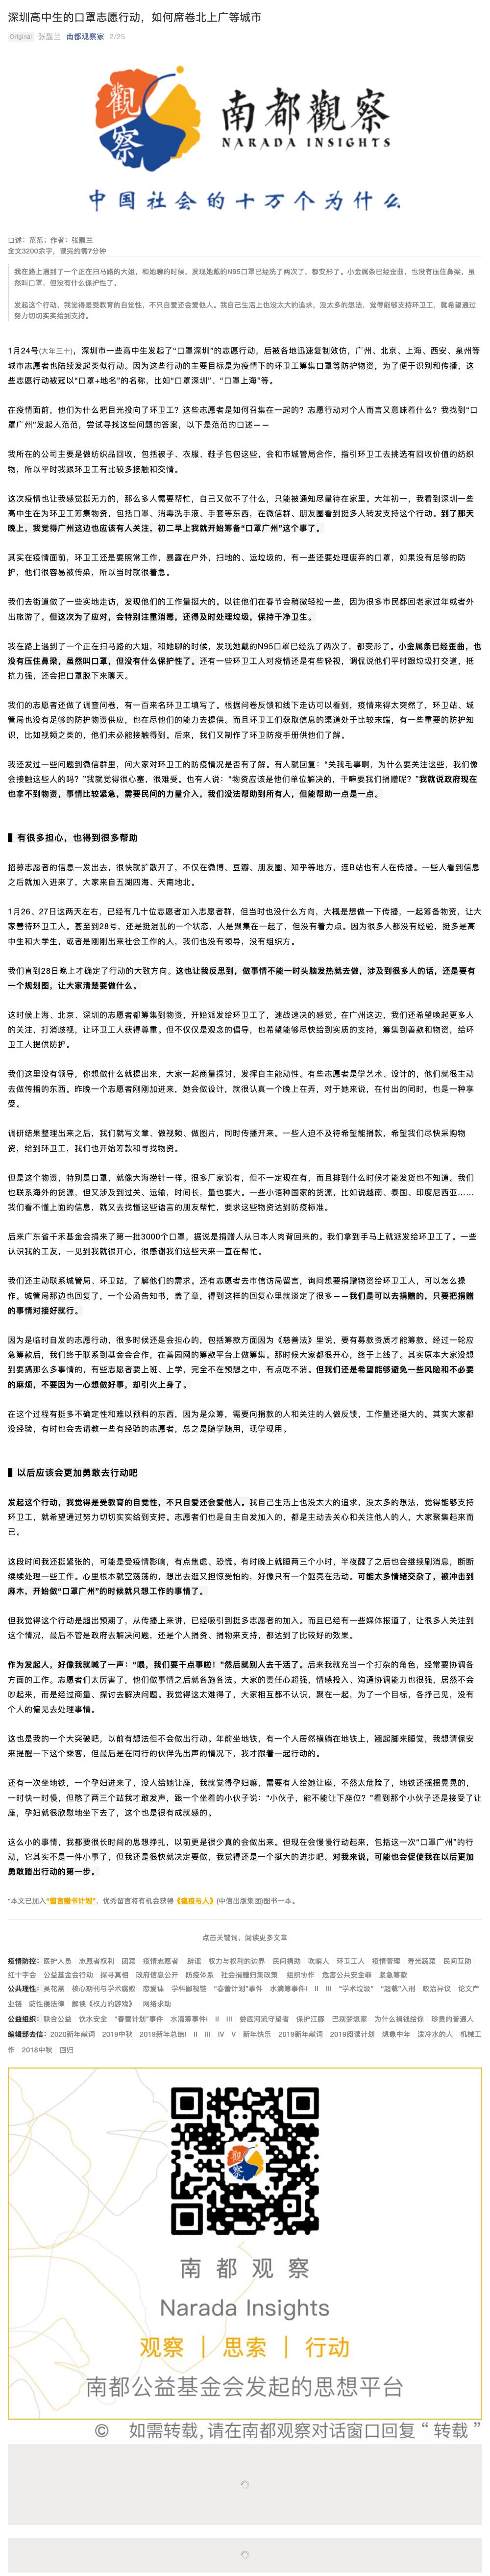 深圳高中生的口罩志愿行动，如何席卷北上广等城市
Original 张馥兰 南都观察家 2/25
觀察
南都觀察
NARADA INSIGHTS
中国社会的十万个为什么
口述：范范；作者：张馥兰
全文3200余字，读完约需7分钟
我在路上遇到了一个正在扫马路的大姐，和她聊的时候，发现她戴的N95口罩已经洗了两次了，都变形了。小金属条已经歪曲，也没有压住鼻梁，虽
然叫口罩，但没有什么保护性了。
发起这个行动，我觉得是受教育的自觉性，不只自爱还会爱他人。我自己生活上也没太大的追求，没太多的想法，觉得能够支持环卫工，就希望通过
努力切切实实给到支持。
1月24号(大年三十)，深圳市一些高中生发起了“口罩深圳”的志愿行动，后被各地迅速复制效仿，广州、北京、上海、西安、泉州等
城市志愿者也陆续发起类似行动。因为这些行动的主要目标是为疫情下的环卫工筹集口罩等防护物资，为了便于识别和传播，这
些志愿行动被冠以“口罩+地名”的名称，比如“口罩深圳”、“口罩上海”等。
在疫情面前，他们为什么把目光投向了环卫工？这些志愿者是如何召集在一起的？志愿行动对个人而言又意味着什么？我找到“口
罩广州”发起人范范，尝试寻找这些问题的答案，以下是范范的口述——
我所在的公司主要是做纺织品回收，包括被子、衣服、鞋子包包这些，会和市城管局合作，指引环卫工去挑选有回收价值的纺织
物，所以平时我跟环卫工有比较多接触和交情。
这次疫情也让我感觉挺无力的，那么多人需要帮忙，自己又做不了什么，只能被通知尽量待在家里。大年初一，我看到深圳一些
高中生在为环卫工筹集物资，包括口罩、消毒洗手液、手套等东西，在微信群、朋友圈看到挺多人转发支持这个行动。到了那天
晚上，我觉得广州这边也应该有人关注，初二早上我就开始筹备“口罩广州”这个事了。
其实在疫情面前，环卫工还是要照常工作，暴露在户外，扫地的、运垃圾的，有一些还要处理废弃的口罩，如果没有足够的防
护，他们很容易被传染，所以当时就很着急。
我们去街道做了一些实地走访，发现他们的工作量挺大的。以往他们在春节会稍微轻松一些，因为很多市民都回老家过年或者外
出旅游了。但这次为了应对，会特别注重消毒，还得及时处理垃圾，保持干净卫生。
我在路上遇到了一个正在扫马路的大姐，和她聊的时候，发现她戴的N95口罩已经洗了两次了，都变形了。小金属条已经歪曲，也
没有压住鼻梁，虽然叫口罩，但没有什么保护性了。还有一些环卫工人对疫情还是有些轻视，调侃说他们平时跟垃圾打交道，抵
抗力强，还会把口罩脱下来聊天。
我们的志愿者还做了调查问卷，有一百来名环卫工填写了。根据问卷反馈和线下走访可以看到，疫情来得太突然了，环卫站、城
管局也没有足够的防护物资供应，也在尽他们的能力去提供。而且环卫工们获取信息的渠道处于比较末端，有一些重要的防护知
识，比如视频之类的，他们未必能接触得到。后来，我们又制作了环卫防疫手册供他们了解。
我还发过一些问题到微信群里，问大家对环卫工的防疫情况是否有了解。有人就回复：“关我毛事啊，为什么要关注这些，我们像
会接触这些人的吗？”我就觉得很心塞，很难受。也有人说：“物资应该是他们单位解决的，干嘛要我们捐赠呢？”我就说政府现在
也拿不到物资，事情比较紧急，需要民间的力量介入，我们没法帮助到所有人，但能帮助一点是一点。
有很多担心，也得到很多帮助
招募志愿者的信息一发出去，很快就扩散开了，不仅在微博、豆瓣、朋友圈、知乎等地方，连B站也有人在传播。一些人看到信息
之后就加入进来了，大家来自五湖四海、天南地北。
1月26、27日这两天左右，已经有几十位志愿者加入志愿者群，但当时也没什么方向，大概是想做一下传播，一起筹备物资，让大
家善待环卫工人。甚至到28号，还是挺混乱的一个状态，人是聚集在一起了，但没有着力点。因为很多人都没有经验，挺多是高
中生和大学生，或者是刚刚出来社会工作的人，我们也没有领导，没有组织方。
我们直到28日晚上才确定了行动的大致方向。这也让我反思到，做事情不能一时头脑发热就去做，涉及到很多人的话，还是要有
一个规划图，让大家清楚要做什么。
这时候上海、北京、深圳的志愿者都筹集到物资，开始派发给环卫工了，速战速决的感觉。在广州这边，我们还希望唤起更多人
的关注，打消歧视，让环卫工人获得尊重。但不仅仅是观念的倡导，也希望能够尽快给到实质的支持，筹集到善款和物资，给环
卫工人提供防护。
我们这里没有领导，你想做什么就提出来，大家一起商量探讨，发挥自主能动性。有些志愿者是学艺术、设计的，他们就很主动
去做传播的东西。昨晚一个志愿者刚刚加进来，她会做设计，就很认真一个晚上在弄，对于她来说，在付出的同时，也是一种享
受。
调研结果整理出来之后，我们就写文章、做视频、做图片，同时传播开来。一些人迫不及待希望能捐款，希望我们尽快采购物
资，给到环卫工，我们也开始筹款和寻找物资。
但是这个物资，特别是口罩，就像大海捞针一样。很多厂家说有，但不一定现在有，而且排到什么时候才能发货也不知道。我们
也联系海外的货源，但又涉及到过关、运输，时间长，量也要大。一些小语种国家的货源，比如说越南、泰国、印度尼西亚……
我们看不懂上面的信息，就又去找懂这些语言的朋友帮忙，要求这些物资达到防疫标准。
后来广东省千禾基金会捐来了第一批3000个口罩，据说是捐赠人从日本人肉背回来的。我们拿到手马上就派发给环卫工了。一些
认识我的工友，一见到我就很开心，很感谢我们这些天来一直在帮忙。
我们还主动联系城管局、环卫站，了解他们的需求。还有志愿者去市信访局留言，询问想要捐赠物资给环卫工人，可以怎么操
作。城管局那边也回复了，一个公函告知书，盖了章，得到这样的回复心里就淡定了很多——我们是可以去捐赠的，只要把捐赠
的事情对接好就行。
因为是临时自发的志愿行动，很多时候还是会担心的，包括筹款方面因为《慈善法》里说，要有募款资质才能筹款。经过一轮应
急筹款后，我们终于联系到基金会合作，在善园网的筹款平台上做筹集。那时候大家都很开心，终于上线了。其实原本大家没想
到要搞那么多事情的，有些志愿者要上班、上学，完全不在预想之中，有点吃不消。但我们还是希望能够避免一些风险和不必要
的麻烦，不要因为一心想做好事，却引火上身了。
在这个过程有挺多不确定性和难以预料的东西，因为是众筹，需要向捐款的人和关注的人做反馈，工作量还挺大的。其实大家都
没经验，有时也会去请教一些有经验的志愿者，总之是随学随用，现学现用。
以后应该会更加勇敢去行动吧
发起这个行动，我觉得是受教育的自觉性，不只自爱还会爱他人。我自己生活上也没太大的追求，没太多的想法，觉得能够支持
环卫工，就希望通过努力切切实实给到支持。志愿者们也是自主自发加入的，都是主动去关心和关注他人的人，大家聚集起来而
已。
这段时间我还挺紧张的，可能是受疫情影响，有点焦虑、恐慌。有时晚上就睡两三个小时，半夜醒了之后也会继续刷消息，断断
续续处理一些工作。心里根本就空荡荡的，想出去逛又担惊受怕的，好像只有一个躯壳在活动。可能太多情绪交杂了，被冲击到
麻木，开始做“口罩广州”的时候就只想工作的事情了。
但我觉得这个行动是超出预期了，从传播上来讲，已经吸引到挺多志愿者的加入。而且已经有一些媒体报道了，让很多人关注到
这个情况，最后不管是政府去解决问题，还是个人捐资、捐物来支持，都达到了比较好的效果。
作为发起人，好像我就喊了一声：“喂，我们要干点事啦！”然后就别人去干活了。后来我就充当一个打杂的角色，经常要协调各
方面的工作。志愿者们太厉害了，他们做事情之后就各施各法。大家的责任心超强，情感投入、沟通协调能力也很强，居然不会
吵起来，而是经过商量、探讨去解决问题。我觉得这太难得了，大家相互都不认识，聚在一起，为了一个目标，各抒己见，没有
个人的偏见去处理事情。
这也是我的一个大突破吧，以前有想法但不会做出行动。年前坐地铁，有一个人居然横躺在地铁上，翘起脚来睡觉，我想请保安
来提醒一下这个乘客，但最后是在同行的伙伴先出声的情况下，我才跟着一起行动的。
还有一次坐地铁，一个孕妇进来了，没人给她让座，我就觉得孕妇嘛，需要有人给她让座，不然太危险了，地铁还摇摇晃晃的，
一时快一时慢，但憋了两三个站我才敢发声，跟一个坐着的小伙子说：“小伙子，能不能让下座位？”看到那个小伙子还是接受了让
座，孕妇就很欣慰地坐下去了，这个也是很有成就感的。
这么小的事情，我都要很长时间的思想挣扎，以前更是很少真的会做出来。但现在会慢慢行动起来，包括这一次“口罩广州”的行
动，它其实不是一件小事了，但我还是很快就决定要做，我觉得还是一个挺大的进步吧。对我来说，可能也会促使我在以后更加
勇敢踏出行动的第一步。
*本文已加入“留言赠书计划”，优秀留言将有机会获得《瘟疫与人》(中信出版集团)图书一本。
点击关键词，阅读更多文章
疫情防控：医护人员 志愿者权利 团菜 疫情志愿者 辟谣 权力与权利的边界 民间捐助 吹哨人 环卫工人 疫情管理 寿光蔬菜 民间互助
红十字会 公益基金会行动 探寻真相 政府信息公开 防疫体系 社会捐赠归集政策 组织协作 危害公共安全罪 紧急筹款
公共理性：吴花燕 核心期刊与学术腐败 恋爱课 学科鄙视链 “春蕾计划”事件 水滴筹事件I II III “学术垃圾” “超载”入刑 政治异议 论文产
业链 防性侵法律 解读《权力的游戏》 网络求助
公益组织：联合公益 饮水安全 “春蕾计划”事件 水滴筹事件I II III 娄底河流守望者 保护江豚 巴别梦想家 为什么搞钱给你 珍贵的普通人
编辑部去信：2020新年献词 2019中秋 2019新年总结I II III IV V 新年快乐 2019新年献词 2019阅读计划 想象中年 泼冷水的人 机械工
作 2018中秋 回归
南都观察
Narada Insights
观察｜思索｜行动
南都公益基金会发起的思想平台
© 如需转载,请在南都观察对话窗口回复“转载”